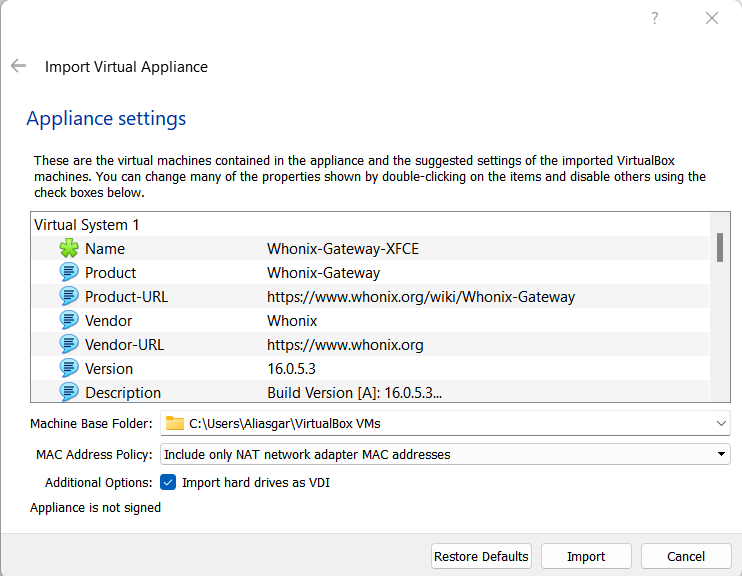 ?
Import Virtual Appliance
Appliance settings
These are the virtual machines contained in the appliance and the suggested settings of the imported VirtualBox
machines. You can change many of the properties shown by double-clicking on the items and disable others using the
check boxes below.
Virtual System 1
Name Whonix-Gateway-XFCE
Product Whonix-Gateway
Product-URL https://www.whonix.org/wiki/Whonix-Gateway
Vendor Whonix
Vendor-URL https://www.whonix.org
Version 16.0.5.3
Description Build Version [A]: 16.0.5.3...
Machine Base Folder: C:\Users\Aliasgar\VirtualBox VMs
MAC Address Policy: Include only NAT network adapter MAC addresses
Additional Options: Import hard drives as VDI
Appliance is not signed
Restore Defaults Import Cancel